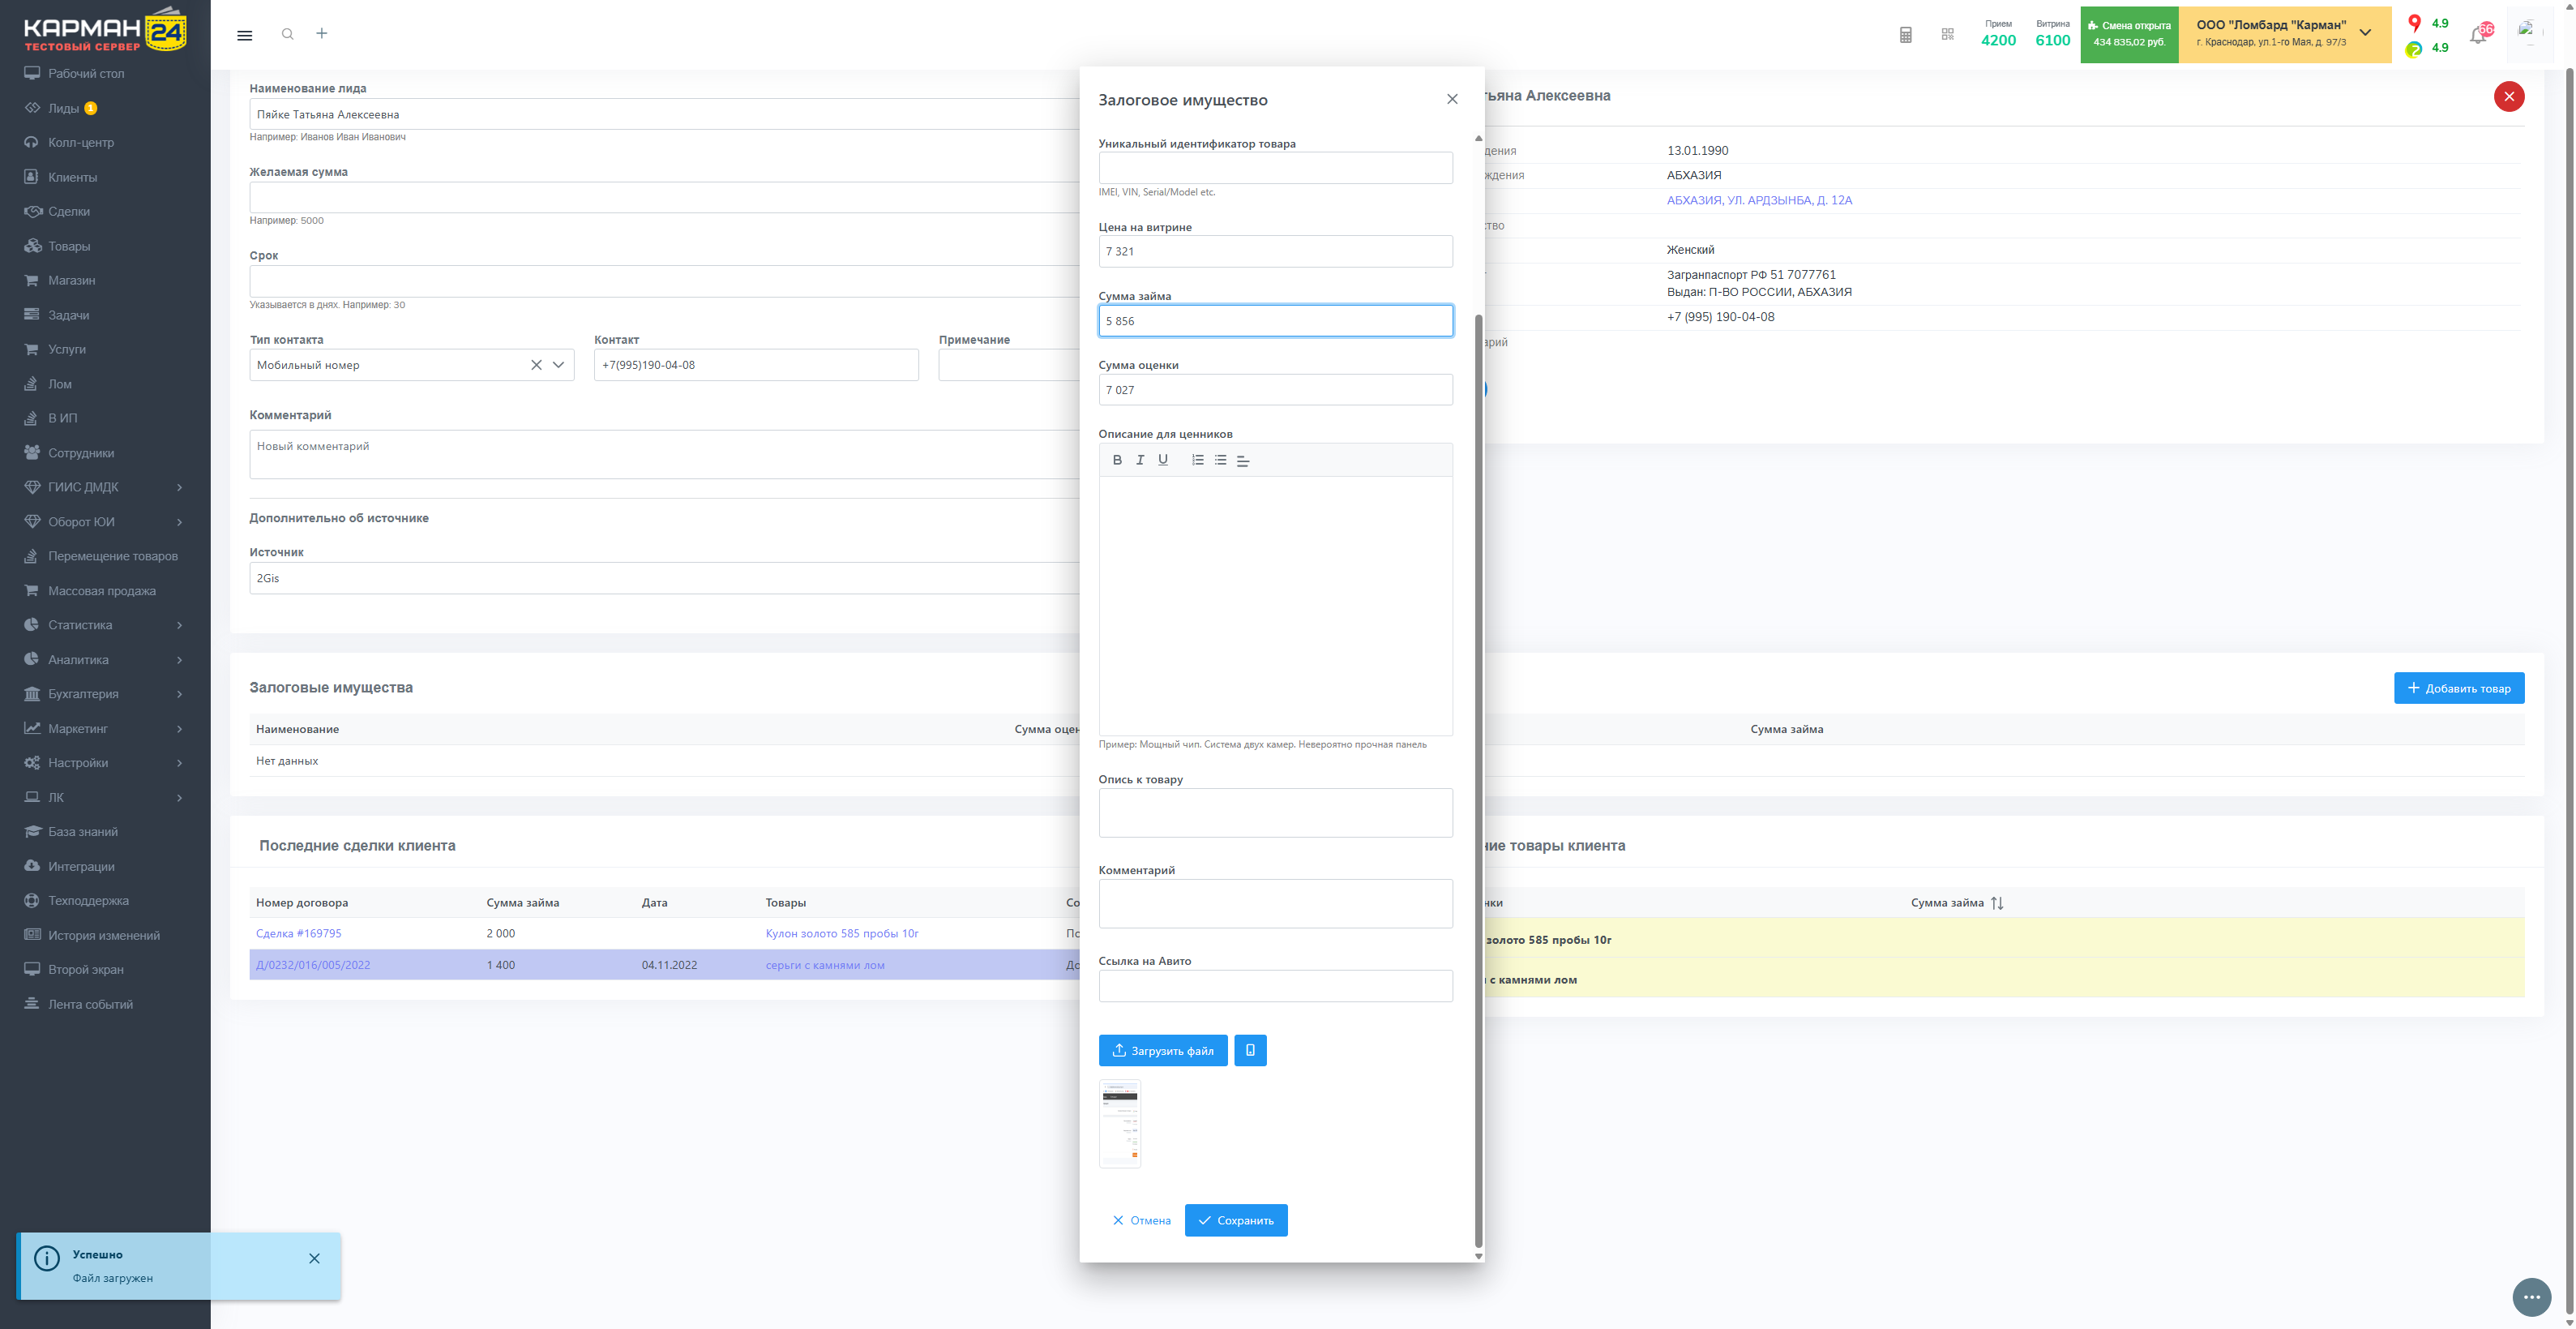 КАРМАН 24
ТЕСТОВЫЙ СЕРВЕР
Рабочий стол
Лиды 1
Колл-центр
Клиенты
Сделки
Товары
Магазин
Задачи
Услуги
Лом
В ИП
Сотрудники
ГИИС ДМДК
Оборот ЮИ
Перемещение товаров
Массовая продажа
Статистика
Аналитика
Бухгалтерия
Маркетинг
Настройки
ЛК
База знаний
Интеграции
Техподдержка
История изменений
Второй экран
Лента событий
Успешно
Файл загружен
Прием
4200
Витрина
6100
Смена открыта
434 835,02 руб.
ООО "Ломбард "Карман"
г. Краснодар, ул.1-го Мая, д. 97/3
4.9
4.9
66
Наименование лида
Пяйке Татьяна Алексеевна
Например: Иванов Иван Иванович
Желаемая сумма
Например: 5000
Срок
Указывается в днях. Например: 30
Тип контакта
Контакт
Примечание
Мобильный номер
+7(995)190-04-08
Комментарий
Новый комментарий
Дополнительно об источнике
Источник
2Gis
Залоговое имущество
Уникальный идентификатор товара
IMEI, VIN, Serial/Model etc.
Цена на витрине
7 321
Сумма займа
5 856
Сумма оценки
7 027
Описание для ценников
B I U
Пример: Мощный чип. Система двух камер. Невероятно прочная панель
Опись к товару
Комментарий
Ссылка на Авито
Загрузить файл
Отмена
Сохранить
тьяна Алексеевна
дения
13.01.1990
ждения
АБХАЗИЯ
АБХАЗИЯ, УЛ. АРДЗЫНБА, Д. 12А
ство
Женский
Загранпаспорт РФ 51 7077761
Выдан: П-ВО РОССИИ, АБХАЗИЯ
+7 (995) 190-04-08
арий
Залоговые имущества
Добавить товар
Наименование
Сумма оцен
Сумма займа
Нет данных
Последние сделки клиента
Номер договора
Сумма займа
Дата
Товары
Со
Сделка #169795
2 000
Кулон золото 585 пробы 10г
Пс
Д/0232/016/005/2022
1 400
04.11.2022
серьги с камнями лом
До
ние товары клиента
нки
Сумма займа
золото 585 пробы 10г
и с камнями лом